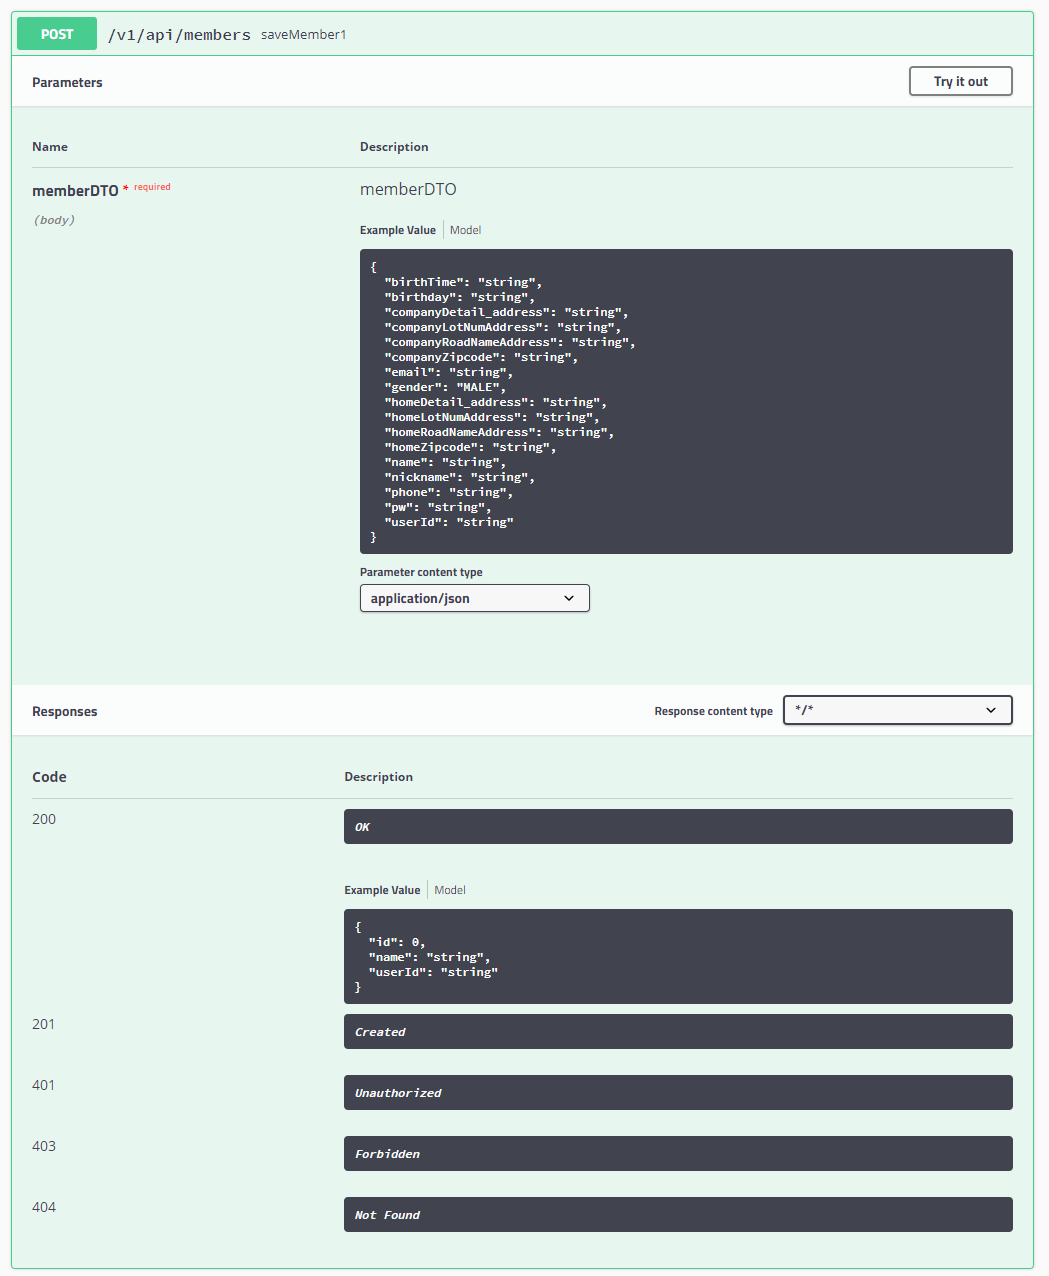 POST /v1/api/members saveMember1
Parameters Try it out
Name Description
memberDTO * required memberDTO
(body)
Example Value Model
{
  "birthTime": "string",
  "birthday": "string",
  "companyDetail_address": "string",
  "companyLotNumAddress": "string",
  "companyRoadNameAddress": "string",
  "companyZipcode": "string",
  "email": "string",
  "gender": "MALE",
  "homeDetail_address": "string",
  "homeLotNumAddress": "string",
  "homeRoadNameAddress": "string",
  "homeZipcode": "string",
  "name": "string",
  "nickname": "string",
  "phone": "string",
  "pw": "string",
  "userId": "string"
}
Parameter content type
application/json
Responses Response content type */*
Code Description
200 OK
Example Value Model
{
  "id": 0,
  "name": "string",
  "userId": "string"
}
201 Created
401 Unauthorized
403 Forbidden
404 Not Found